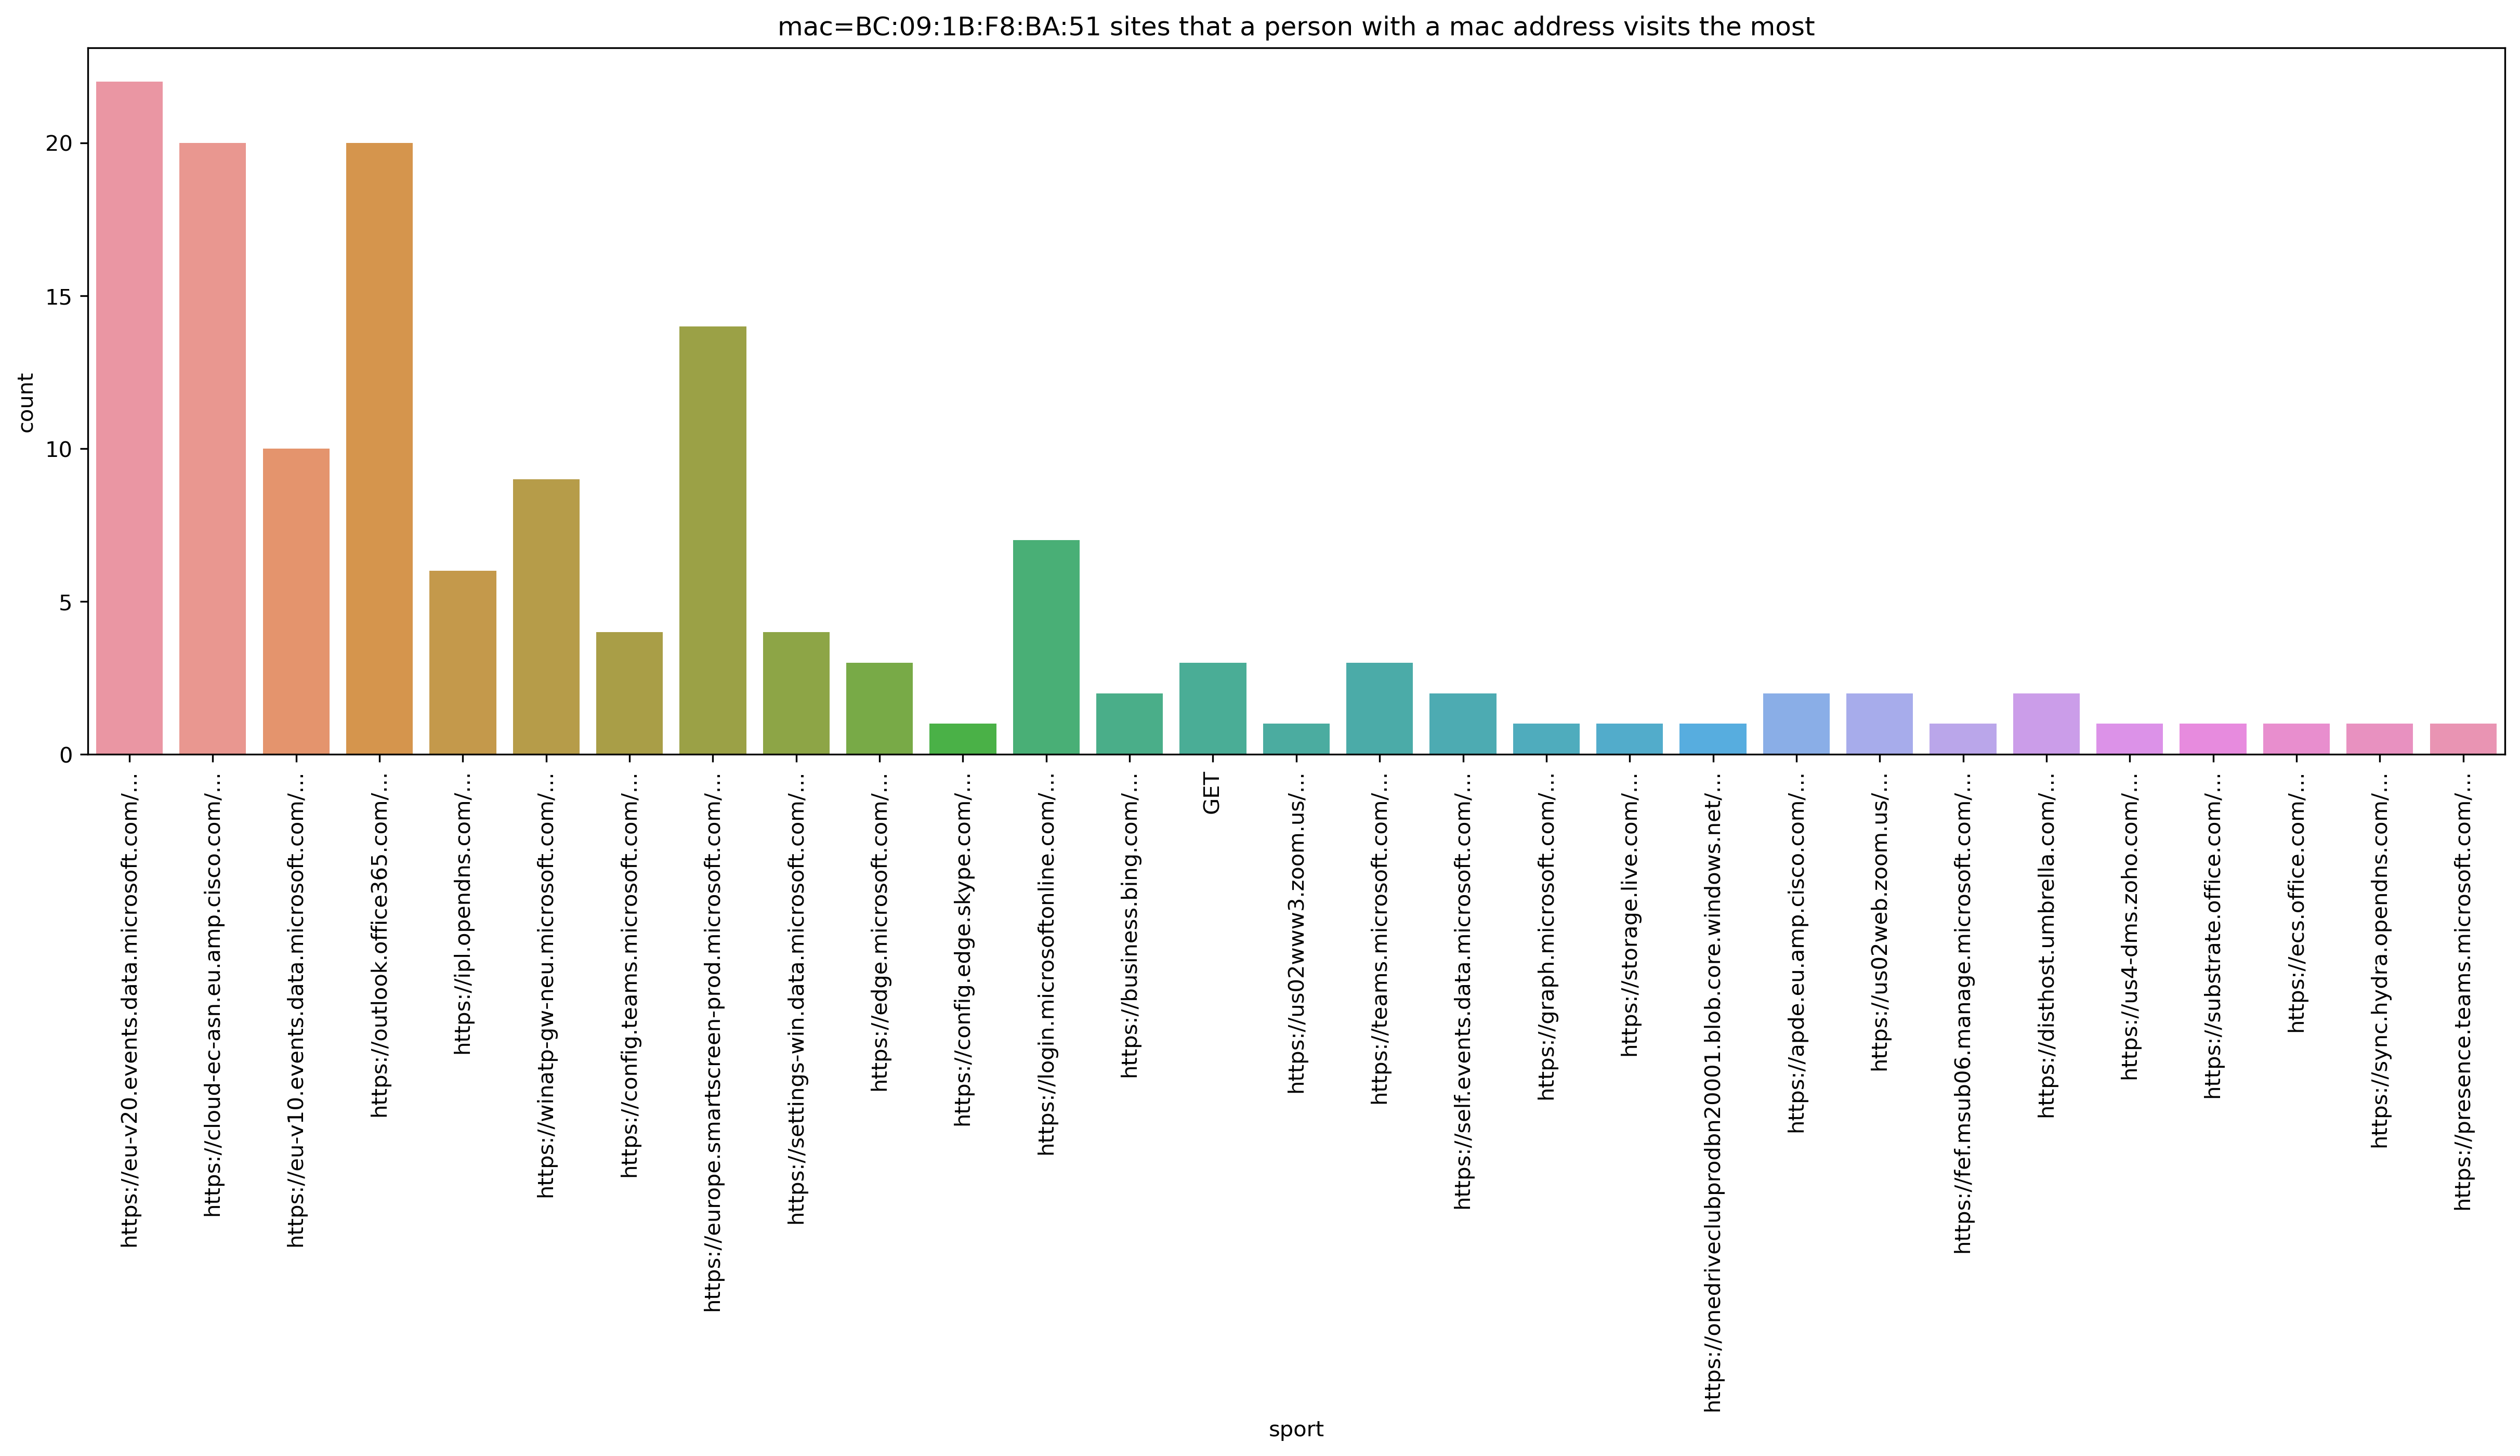 mac=BC:09:1B:F8:BA:51 sites that a person with a mac address visits the most
count
20
15
10
5
0
https://eu-v20.events.data.microsoft.com/...
https://cloud-ec-asn.eu.amp.cisco.com/...
https://eu-v10.events.data.microsoft.com/...
https://outlook.office365.com/...
https://ipl.opendns.com/...
https://winatp-gw-neu.microsoft.com/...
https://config.teams.microsoft.com/...
https://europe.smartscreen-prod.microsoft.com/...
https://settings-win.data.microsoft.com/...
https://edge.microsoft.com/...
https://config.edge.skype.com/...
https://login.microsoftonline.com/...
https://business.bing.com/...
GET
https://us02www3.zoom.us/...
https://teams.microsoft.com/...
https://self.events.data.microsoft.com/...
https://graph.microsoft.com/...
https://storage.live.com/...
https://onedriveclubprodbn20001.blob.core.windows.net/...
https://apde.eu.amp.cisco.com/...
https://us02web.zoom.us/...
https://fef.msub06.manage.microsoft.com/...
https://disthost.umbrella.com/...
https://us4-dms.zoho.com/...
https://substrate.office.com/...
https://ecs.office.com/...
https://sync.hydra.opendns.com/...
https://presence.teams.microsoft.com/...
sport